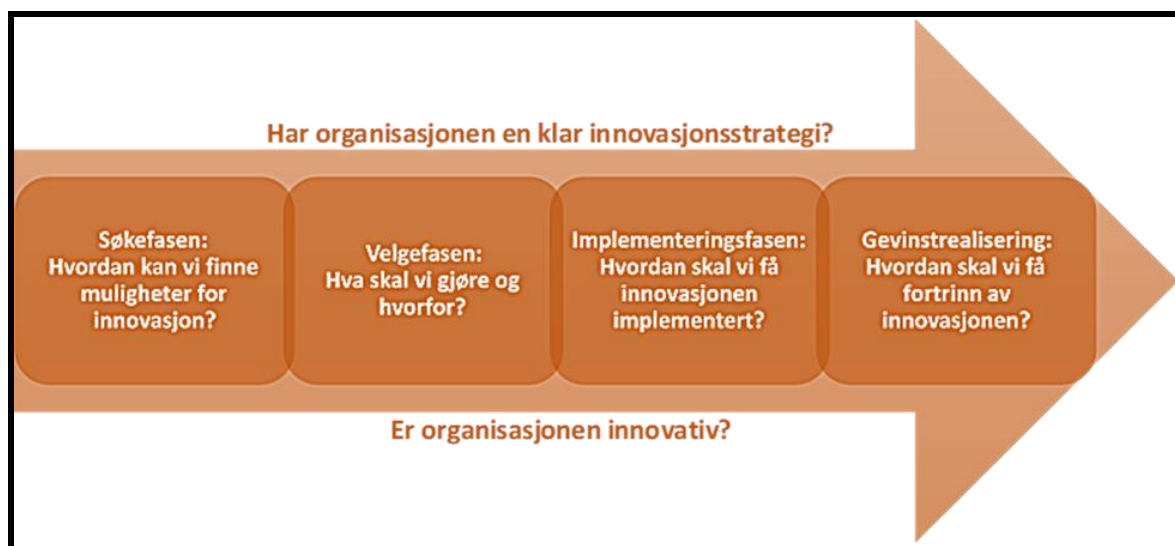 Har organisasjonen en klar innovasjonsstrategi?
Søkefasen:
Hvordan kan vi finne
muligheter for
innovasjon?
Velgefasen:
Hva skal vi gjøre og
hvorfor?
Implementeringsfasen:
Hvordan skal vi få
innovasjonen
implementert?
Gevinstrealisering:
Hvordan skal vi få
fortrinn av
innovasjonen?
Er organisasjonen innovativ?